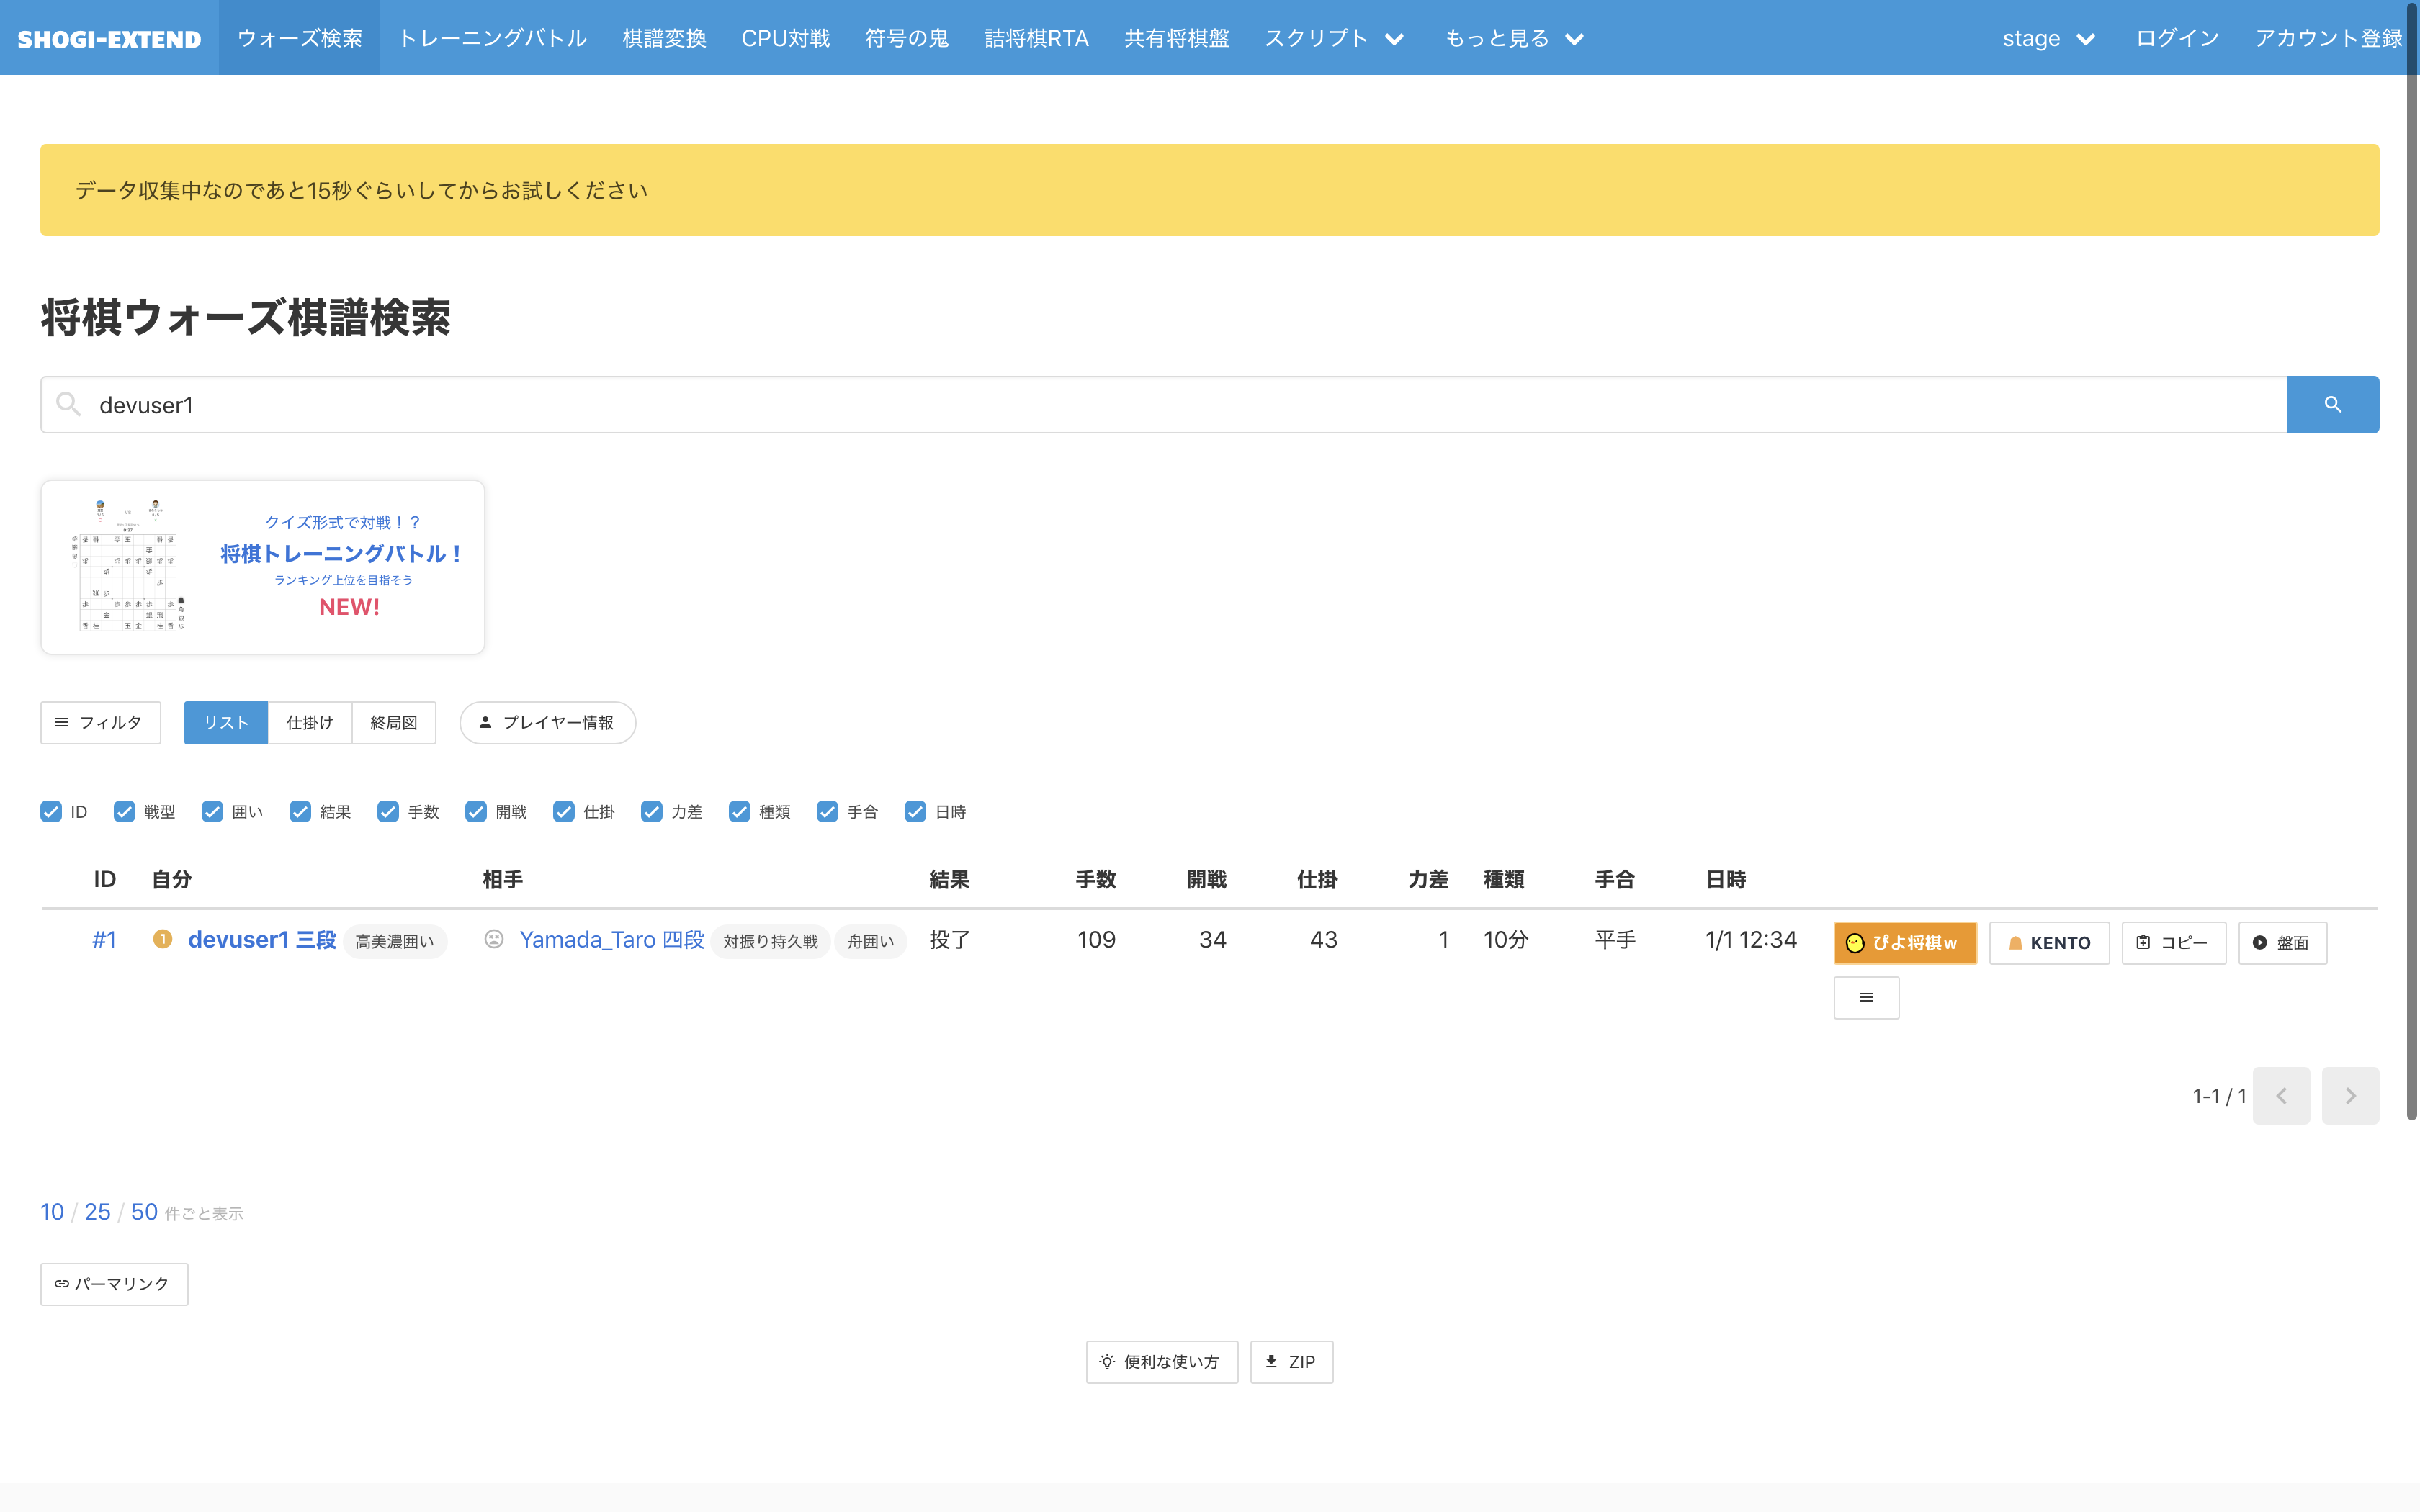 SHOGI-EXTEND ウォーズ検索 トレーニングバトル 棋譜変換 CPU対戦 符号の鬼 詰将棋RTA 共有将棋盤 スクリプト もっと見る stage ログイン アカウント登録
データ収集中なのであと15秒ぐらいしてからお試しください
将棋ウォーズ棋譜検索
devuser1
クイズ形式で対戦！？
将棋トレーニングバトル！
ランキング上位を目指そう
NEW!
フィルタ リスト 仕掛け 終局図 プレイヤー情報
ID 戦型 囲い 結果 手数 開戦 仕掛 力差 種類 手合 日時
ID 自分 相手 結果 手数 開戦 仕掛 力差 種類 手合 日時
#1 1 devuser1 三段 高美濃囲い Yamada_Taro 四段 対振り持久戦 舟囲い 投了 109 34 43 1 10分 平手 1/1 12:34 ぴよ将棋w KENTO コピー 盤面
1-1 / 1
10 / 25 / 50 件ごと表示
パーマリンク
便利な使い方 ZIP